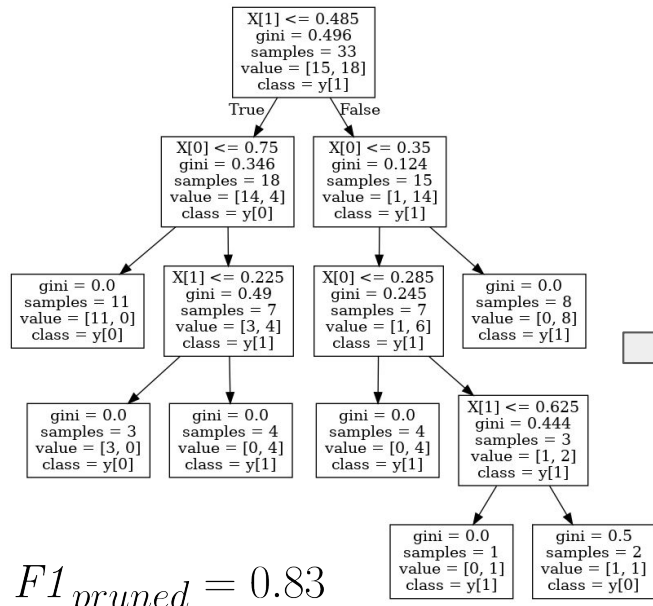 X[1] <= 0.485
gini = 0.496
samples = 33
value = [15, 18]
class = y[1]
True
False
X[0] <= 0.75
gini = 0.346
samples = 18
value = [14, 4]
class = y[0]
X[0] <= 0.35
gini = 0.124
samples = 15
value = [1, 14]
class = y[1]
gini = 0.0
samples = 11
value = [11, 0]
class = y[0]
X[1] <= 0.225
gini = 0.49
samples = 7
value = [3, 4]
class = y[1]
X[0] <= 0.285
gini = 0.245
samples = 7
value = [1, 6]
class = y[1]
gini = 0.0
samples = 8
value = [0, 8]
class = y[1]
gini = 0.0
samples = 3
value = [3, 0]
class = y[0]
gini = 0.0
samples = 4
value = [0, 4]
class = y[1]
gini = 0.0
samples = 4
value = [0, 4]
class = y[1]
X[1] <= 0.625
gini = 0.444
samples = 3
value = [1, 2]
class = y[1]
gini = 0.0
samples = 1
value = [0, 1]
class = y[1]
gini = 0.5
samples = 2
value = [1, 1]
class = y[0]
F1 pruned = 0.83